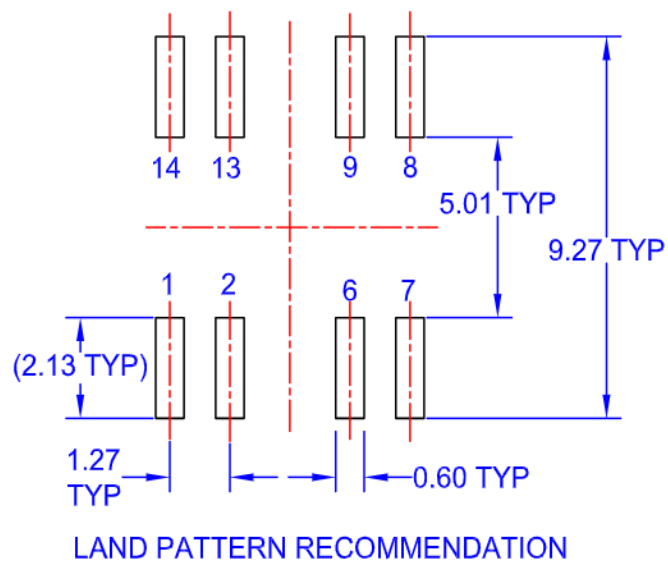 14 13 9 8
5.01 TYP
9.27 TYP
1 2 6 7
(2.13 TYP)
1.27
TYP
0.60 TYP
LAND PATTERN RECOMMENDATION